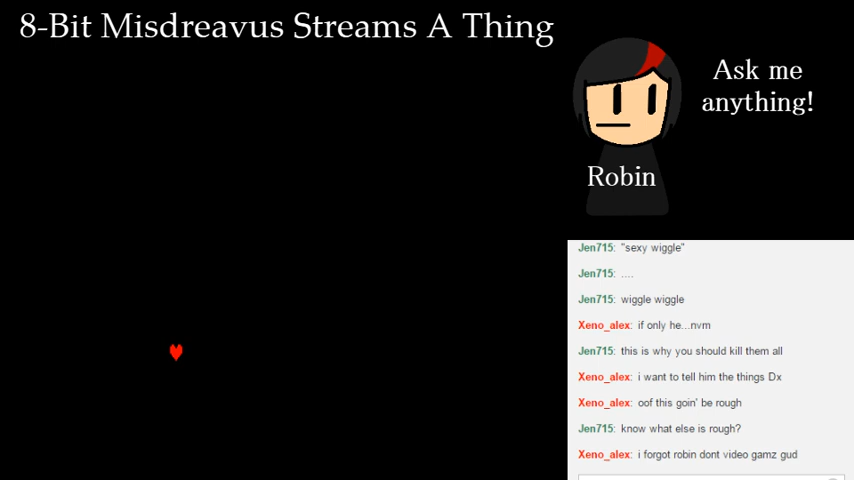 8-Bit Misdreavus Streams A Thing
Ask me
anything!
Robin
Jen715: "sexy wiggle"
Jen715: ....
Jen715: wiggle wiggle
Xeno_alex: if only he...nvm
Jen715: this is why you should kill them all
Xeno_alex: i want to tell him the things Dx
Xeno_alex: oof this goin' be rough
Jen715: know what else is rough?
Xeno_alex: i forgot robin dont video gamz gud